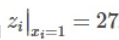 $z_i|_{x_i=1} = 27$